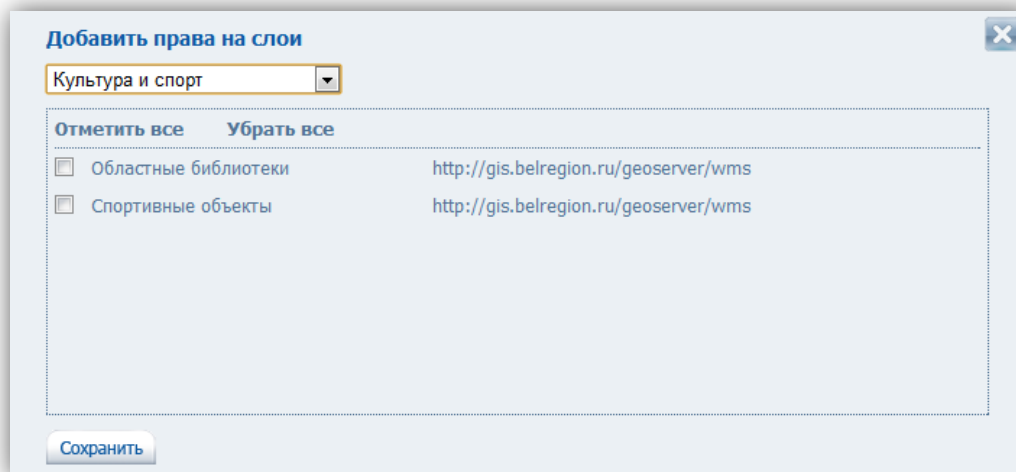 Добавить права на слои
Культура и спорт
Отметить все Убрать все
Областные библиотеки http://gis.belregion.ru/geoserver/wms
Спортивные объекты http://gis.belregion.ru/geoserver/wms
Сохранить